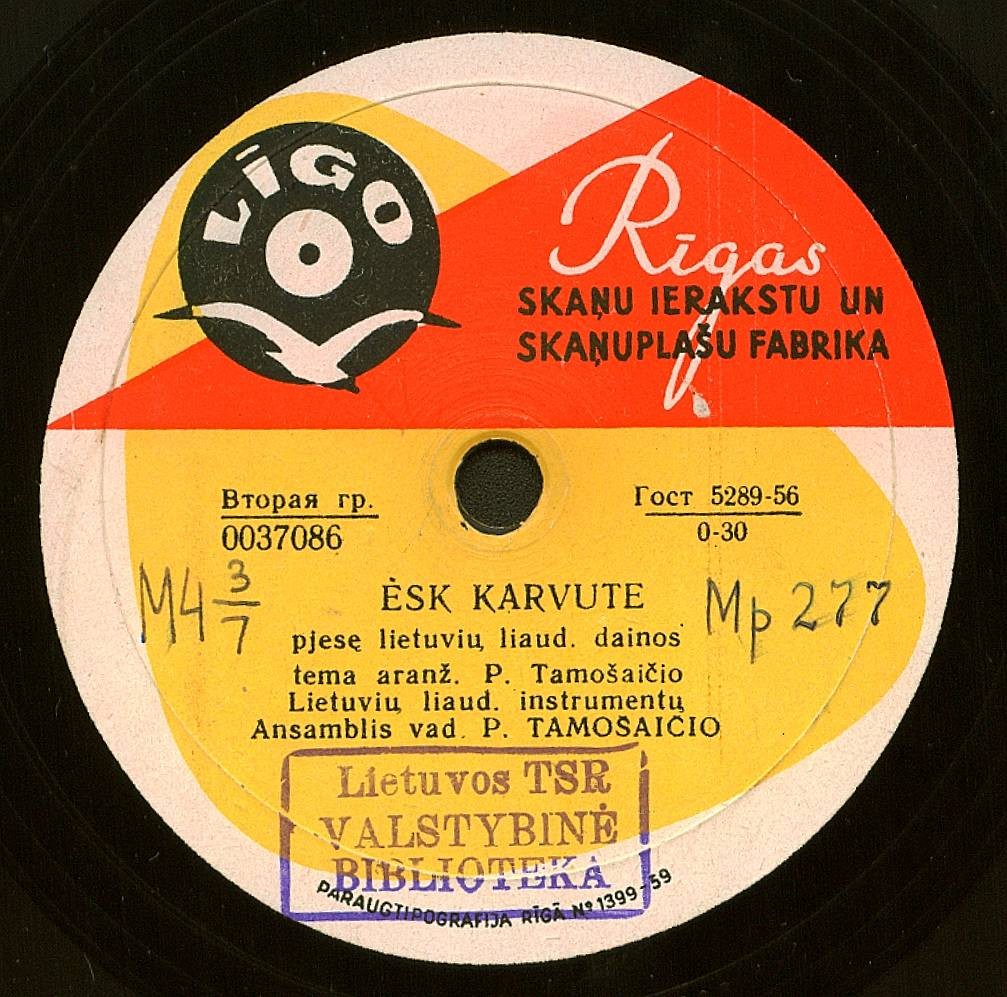 LĪGO
Rīgas
SKAŅU IERAKSTU UN
SKAŅUPLAŠU FABRIKA
Вторая гр.
0037086
Гост 5289-56
0-30
M4 3/7
ĖSK KARVUTE
Mp 277
pjesę lietuvių liaud. dainos
tema aranž. P. Tamošaičio
Lietuvių liaud. instrumentų
Ansamblis vad. P. TAMOŠAIČIO
Lietuvos TSR
VALSTYBINĖ
BIBLIOTEKA
PARAUGTIPOGRAFIJA RĪGĀ Nº 1399-59